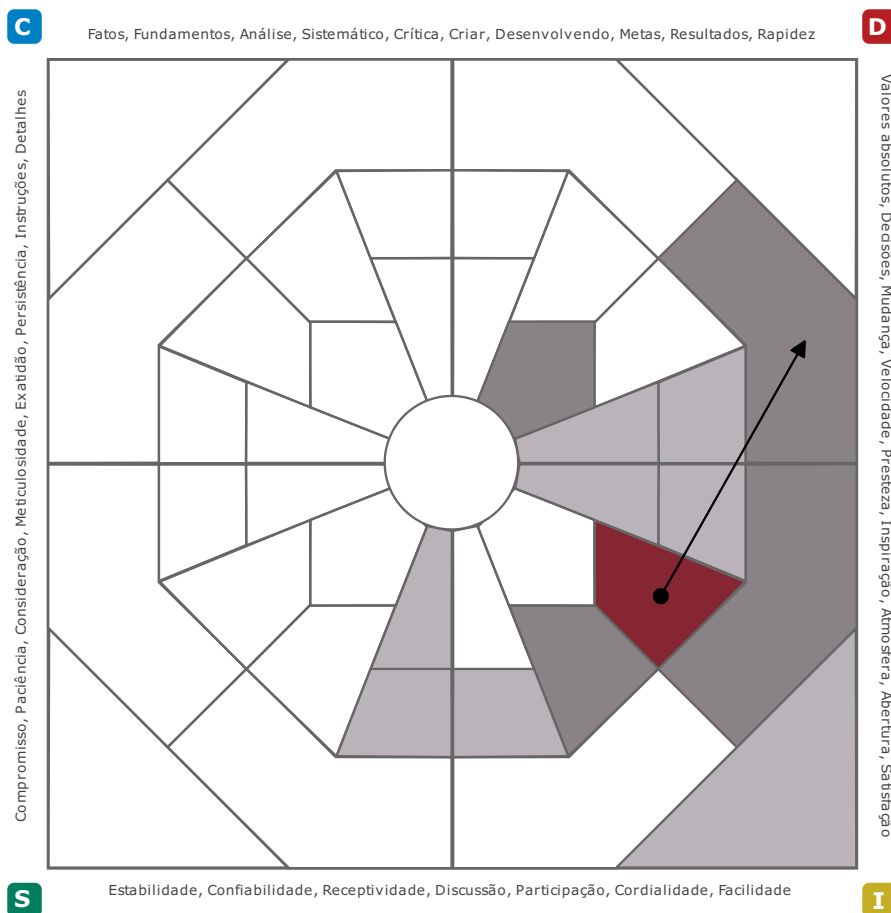 C
Fatos, Fundamentos, Análise, Sistemático, Crítica, Criar, Desenvolvendo, Metas, Resultados, Rapidez
D
Compromisso, Paciência, Consideração, Meticulosidade, Exatidão, Persistência, Instruções, Detalhes
Valores absolutos, Decisões, Mudança, Velocidade, Presteza, Inspiração, Atmosfera, Abertura, Satisfação
S
Estabilidade, Confiabilidade, Receptividade, Discussão, Participação, Cordialidade, Facilidade
I